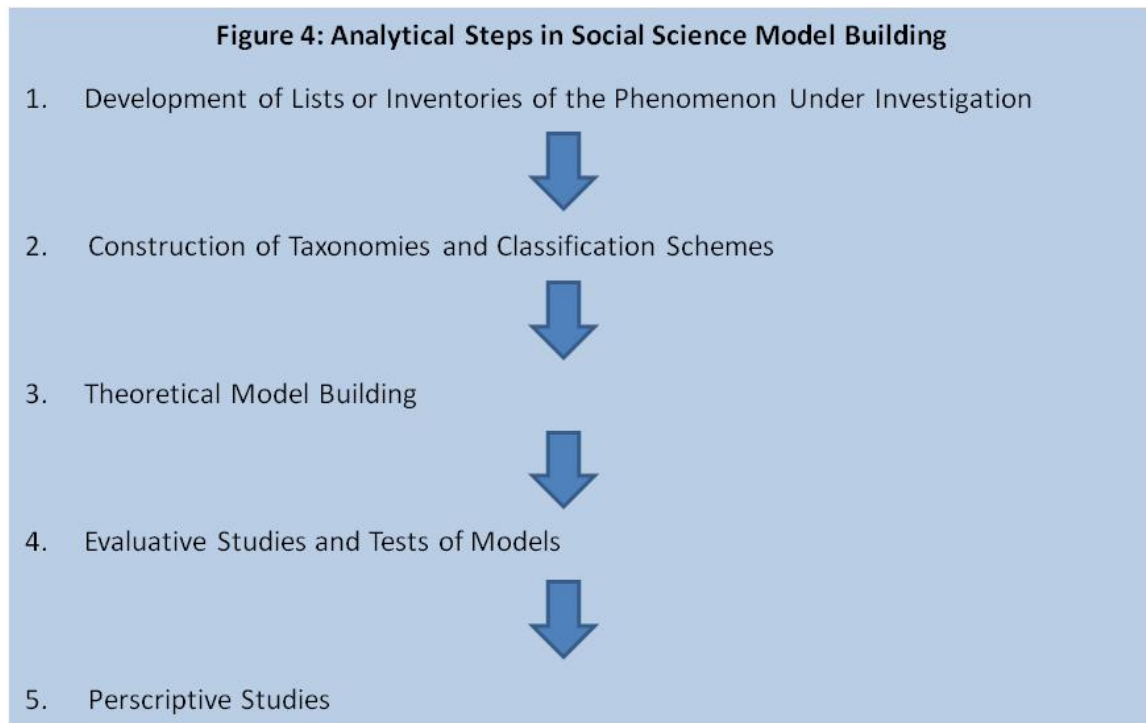 Figure 4: Analytical Steps in Social Science Model Building
1. Development of Lists or Inventories of the Phenomenon Under Investigation
2. Construction of Taxonomies and Classification Schemes
3. Theoretical Model Building
4. Evaluative Studies and Tests of Models
5. Perscriptive Studies